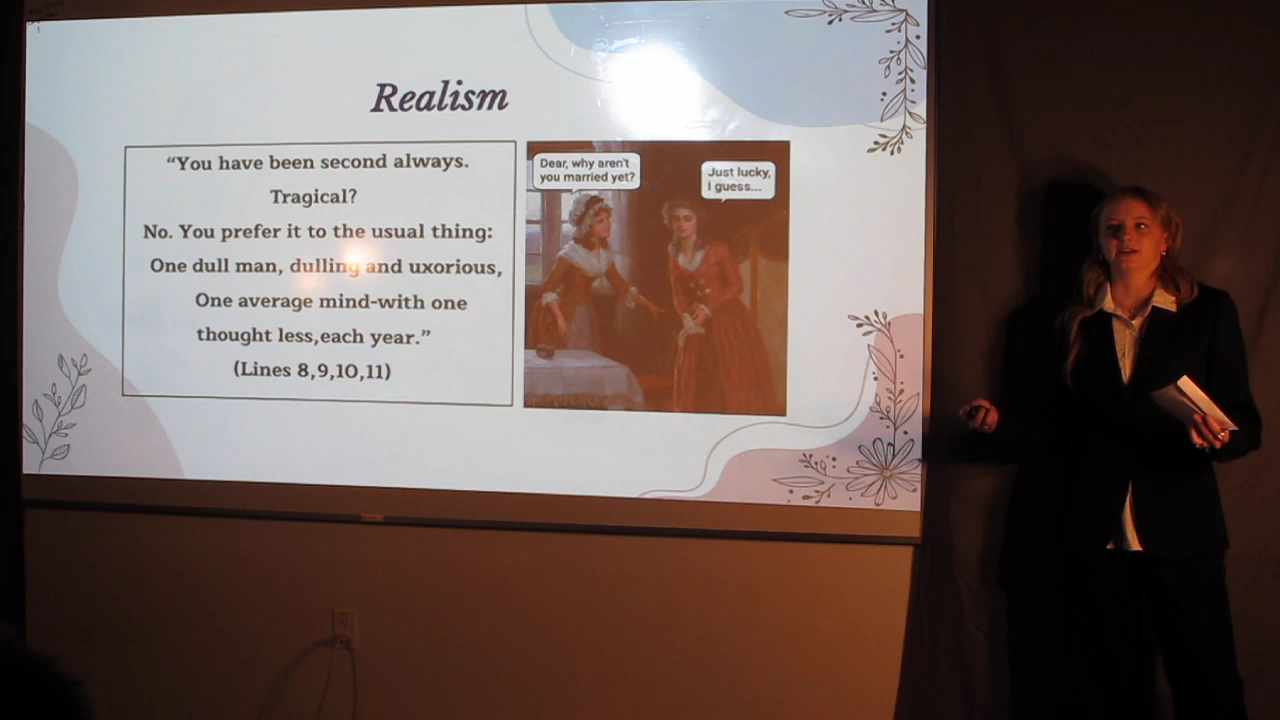 Realism
“You have been second always.
Tragical?
No. You prefer it to the usual thing:
One dull man, dulling and uxorious,
One average mind-with one
thought less,each year.”
(Lines 8,9,10,11)
Dear, why aren't
you married yet?
Just lucky,
I guess...